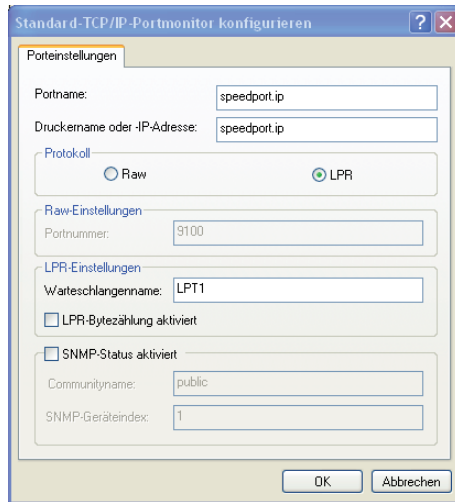 Standard-TCP/IP-Portmonitor konfigurieren
Porteinstellungen
Portname: speedport.ip
Druckername oder -IP-Adresse: speedport.ip
Protokoll
Raw LPR
Raw-Einstellungen
Portnummer: 9100
LPR-Einstellungen
Warteschlangenname: LPT1
LPR-Bytezählung aktiviert
SNMP-Status aktiviert
Communityname: public
SNMP-Geräteindex: 1
OK Abbrechen